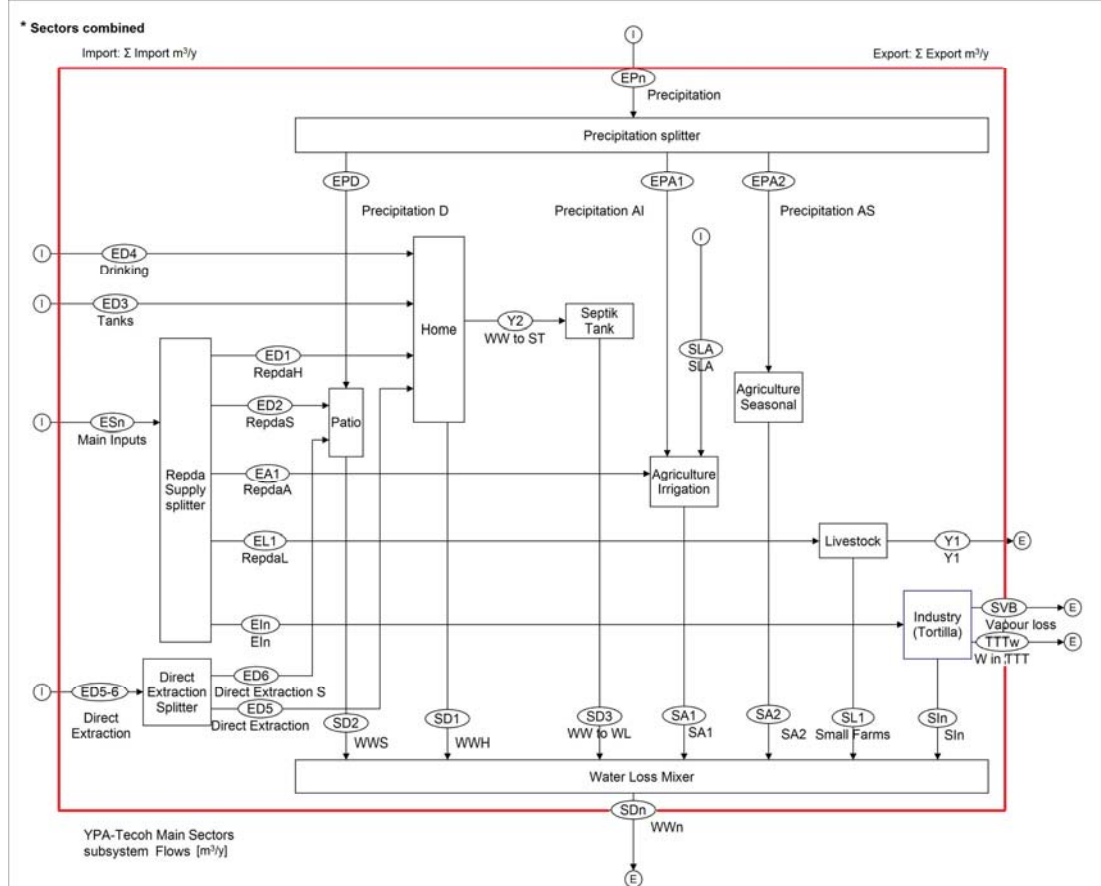 * Sectors combined
Import: Σ Import m³/y
Export: Σ Export m³/y
I
EPn
Precipitation
Precipitation splitter
EPD
EPA1
EPA2
Precipitation D
Precipitation AI
Precipitation AS
I
I
ED4
Drinking
I
ED3
Tanks
Home
Y2
WW to ST
Septik
Tank
SLA
SLA
ED1
RepdaH
Agriculture
Seasonal
ED2
RepdaS
Patio
I
ESn
Main Inputs
Repda
Supply
splitter
EA1
RepdaA
Agriculture
Irrigation
EL1
RepdaL
Livestock
Y1
Y1
E
EIn
EIn
Industry
(Tortilla)
SVB
Vapour loss
E
TTTw
W in TTT
E
I
ED5-6
Direct
Extraction
Direct
Extraction
Splitter
ED6
Direct Extraction S
ED5
Direct Extraction
SD2
WWS
SD1
WWH
SD3
WW to WL
SA1
SA1
SA2
SA2
SL1
Small Farms
SIn
SIn
Water Loss Mixer
SDn
WWn
E
YPA-Tecoh Main Sectors
subsystem Flows [m³/y]